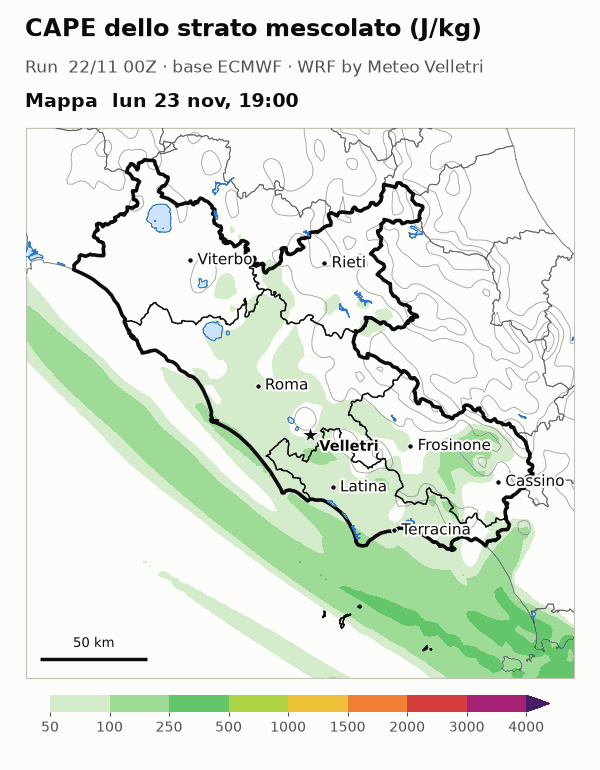 CAPE dello strato mescolato (J/kg)
Run  22/11 00Z · base ECMWF · WRF by Meteo Velletri
Mappa  lun 23 nov, 19:00
Viterbo
Rieti
Roma
Velletri
Frosinone
Latina
Cassino
Terracina
50 km
50 100 250 500 1000 1500 2000 3000 4000